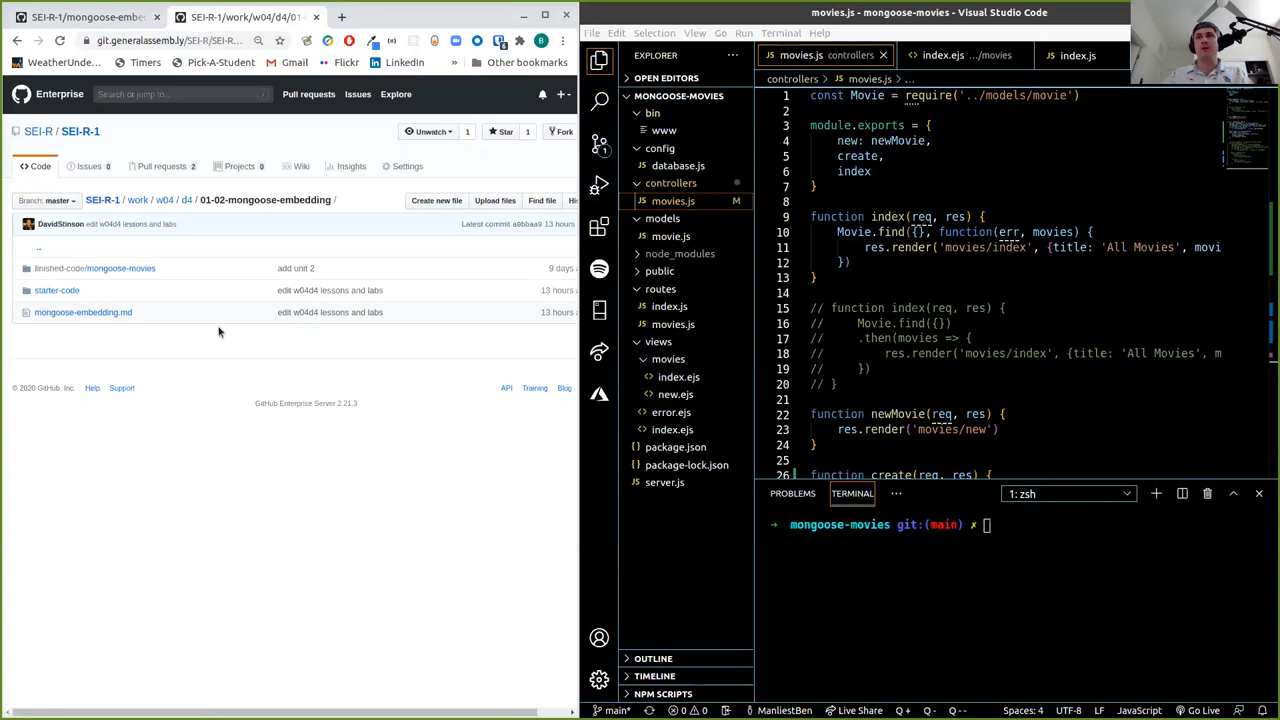 SEI-R-1/mongoose-embed
SEI-R-1/work/w04/d4/01-
git.generalassemb.ly/SEI-R/SEI-R...
WeatherUnde...
Timers
Pick-A-Student
Gmail
Flickr
LinkedIn
»
Other bookmarks
Enterprise
Search or jump to...
/
Pull requests
Issues
Explore
SEI-R / SEI-R-1
Unwatch
1
Star
1
Fork
Code
Issues 0
Pull requests 2
Projects 0
Wiki
Insights
Settings
Branch: master
SEI-R-1 / work / w04 / d4 / 01-02-mongoose-embedding /
Create new file
Upload files
Find file
His
DavidStinson edit w04d4 lessons and labs
Latest commit a0bbaa9 13 hours
..
finished-code/mongoose-movies
add unit 2
9 days
starter-code
edit w04d4 lessons and labs
13 hours
mongoose-embedding.md
edit w04d4 lessons and labs
13 hours
© 2020 GitHub, Inc.
Help
Support
API
Training
Blog
GitHub Enterprise Server 2.21.3
movies.js - mongoose-movies - Visual Studio Code
File
Edit
Selection
View
Go
Run
Terminal
Help
EXPLORER
OPEN EDITORS
MONGOOSE-MOVIES
bin
www
config
database.js
controllers
JS movies.js M
models
JS movie.js
node_modules
public
routes
JS index.js
JS movies.js
views
movies
<> index.ejs
<> new.ejs
<> error.ejs
<> index.ejs
{} package.json
{} package-lock.json
JS server.js
OUTLINE
TIMELINE
NPM SCRIPTS
JS movies.js controllers
<> index.ejs .../movies
JS index.js
controllers > JS movies.js > ...
1 const Movie = require('../models/movie')
2
3 module.exports = {
4 new: newMovie,
5 create,
6 index
7 }
8
9 function index(req, res) {
10 Movie.find({}, function(err, movies) {
11 res.render('movies/index', {title: 'All Movies', movi
12 })
13 }
14
15 // function index(req, res) {
16 // Movie.find({})
17 // .then(movies => {
18 // res.render('movies/index', {title: 'All Movies', m
19 // })
20 // }
21
22 function newMovie(req, res) {
23 res.render('movies/new')
24 }
25
26 function create(req, res) {
PROBLEMS
TERMINAL
...
1: zsh
→ mongoose-movies git:(main) ✗
main*
0 0
ManliestBen
Live Share
Q+
Q-
Q--
Spaces: 4
UTF-8
LF
JavaScript
Go Live